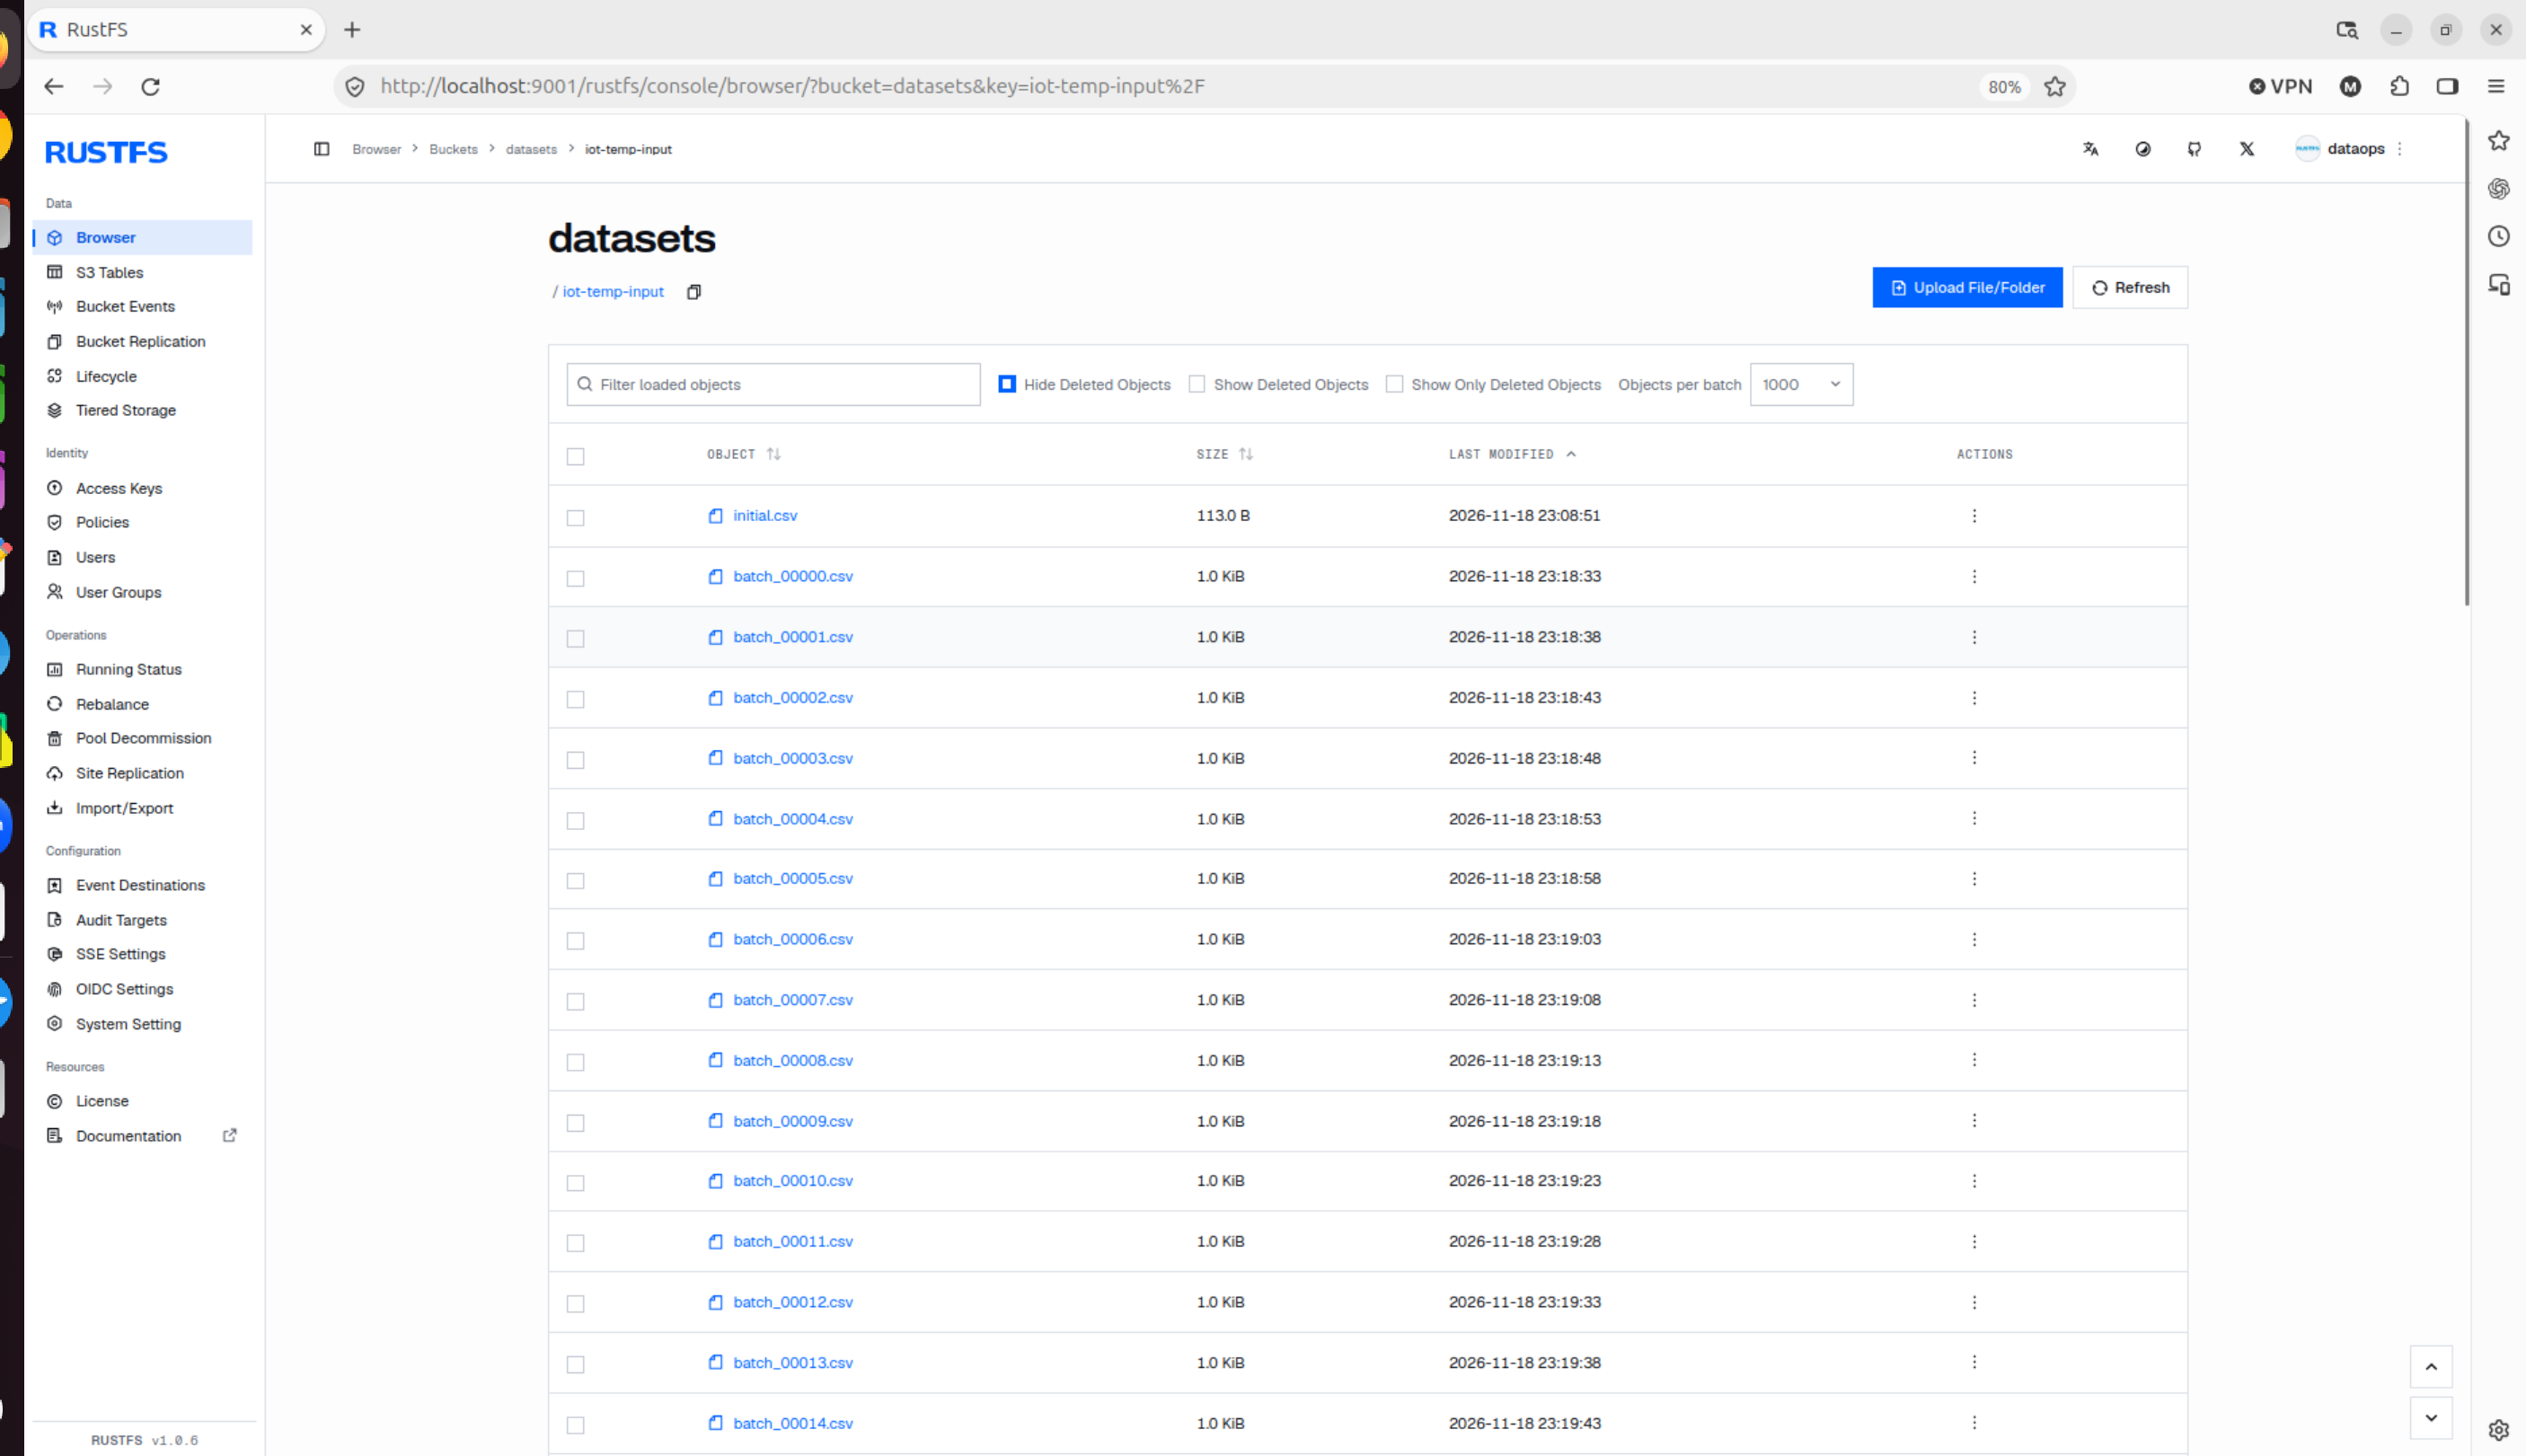 RustFS
http://localhost:9001/rustfs/console/browser/?bucket=datasets&key=iot-temp-input%2F
80%
VPN
M
RUSTFS
Browser > Buckets > datasets > iot-temp-input
dataops
Data
Browser
S3 Tables
Bucket Events
Bucket Replication
Lifecycle
Tiered Storage
Identity
Access Keys
Policies
Users
User Groups
Operations
Running Status
Rebalance
Pool Decommission
Site Replication
Import/Export
Configuration
Event Destinations
Audit Targets
SSE Settings
OIDC Settings
System Setting
Resources
License
Documentation
RUSTFS v1.0.6
datasets
/ iot-temp-input
Upload File/Folder
Refresh
Filter loaded objects
Hide Deleted Objects
Show Deleted Objects
Show Only Deleted Objects
Objects per batch
1000
OBJECT SIZE LAST MODIFIED ACTIONS
initial.csv 113.0 B 2026-11-18 23:08:51
batch_00000.csv 1.0 KiB 2026-11-18 23:18:33
batch_00001.csv 1.0 KiB 2026-11-18 23:18:38
batch_00002.csv 1.0 KiB 2026-11-18 23:18:43
batch_00003.csv 1.0 KiB 2026-11-18 23:18:48
batch_00004.csv 1.0 KiB 2026-11-18 23:18:53
batch_00005.csv 1.0 KiB 2026-11-18 23:18:58
batch_00006.csv 1.0 KiB 2026-11-18 23:19:03
batch_00007.csv 1.0 KiB 2026-11-18 23:19:08
batch_00008.csv 1.0 KiB 2026-11-18 23:19:13
batch_00009.csv 1.0 KiB 2026-11-18 23:19:18
batch_00010.csv 1.0 KiB 2026-11-18 23:19:23
batch_00011.csv 1.0 KiB 2026-11-18 23:19:28
batch_00012.csv 1.0 KiB 2026-11-18 23:19:33
batch_00013.csv 1.0 KiB 2026-11-18 23:19:38
batch_00014.csv 1.0 KiB 2026-11-18 23:19:43